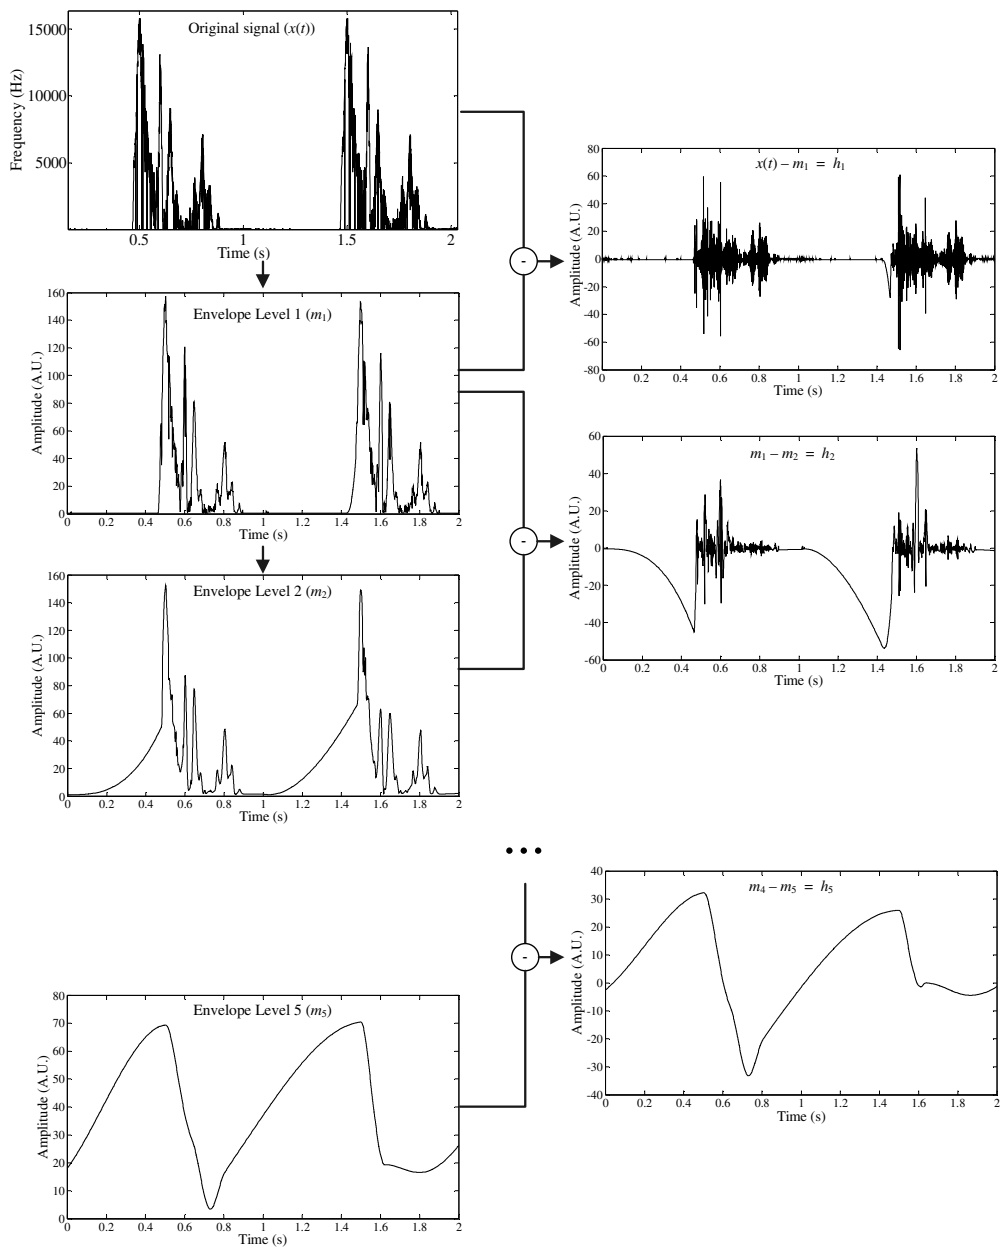 Original signal (x(t))
Frequency (Hz)
15000
10000
5000
0.5 1 1.5 2
Time (s)
x(t) – m1 = h1
Amplitude (A.U.)
80
60
40
20
0
-20
-40
-60
-80
0 0.2 0.4 0.6 0.8 1 1.2 1.4 1.6 1.8 2
Time (s)
-
Envelope Level 1 (m1)
Amplitude (A.U.)
160
140
120
100
80
60
40
20
0
0 0.2 0.4 0.6 0.8 1 1.2 1.4 1.6 1.8 2
Time (s)
m1 – m2 = h2
Amplitude (A.U.)
60
40
20
0
-20
-40
-60
0 0.2 0.4 0.6 0.8 1 1.2 1.4 1.6 1.8 2
Time (s)
-
Envelope Level 2 (m2)
Amplitude (A.U.)
160
140
120
100
80
60
40
20
0
0 0.2 0.4 0.6 0.8 1 1.2 1.4 1.6 1.8 2
Time (s)
• • •
m4 – m5 = h5
Amplitude (A.U.)
40
30
20
10
0
-10
-20
-30
-40
0 0.2 0.4 0.6 0.8 1 1.2 1.4 1.6 1.8 2
Time (s)
-
Envelope Level 5 (m5)
Amplitude (A.U.)
80
70
60
50
40
30
20
10
0
0 0.2 0.4 0.6 0.8 1 1.2 1.4 1.6 1.8 2
Time (s)